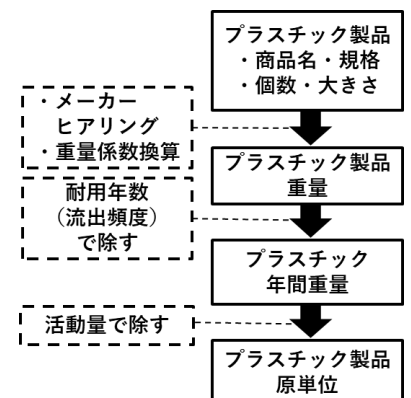 プラスチック製品
・商品名・規格
・個数・大きさ
・メーカー
ヒアリング
・重量係数換算
プラスチック製品
重量
耐用年数
（流出頻度）
で除す
プラスチック
年間重量
活動量で除す
プラスチック製品
原単位